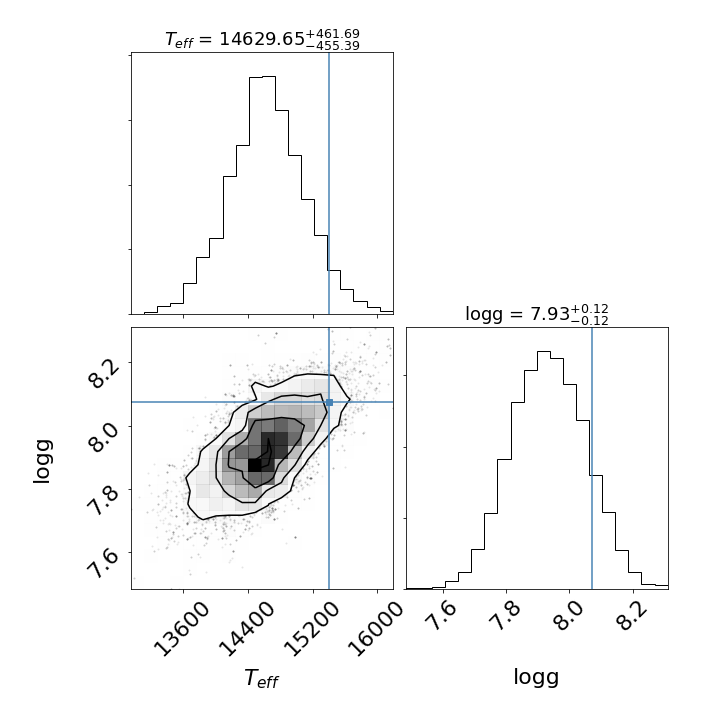 T_eff = 14629.65^{+461.69}_{-455.39}
logg = 7.93^{+0.12}_{-0.12}
logg
8.2
8.0
7.8
7.6
13600 14400 15200 16000
7.6 7.8 8.0 8.2
T_eff
logg